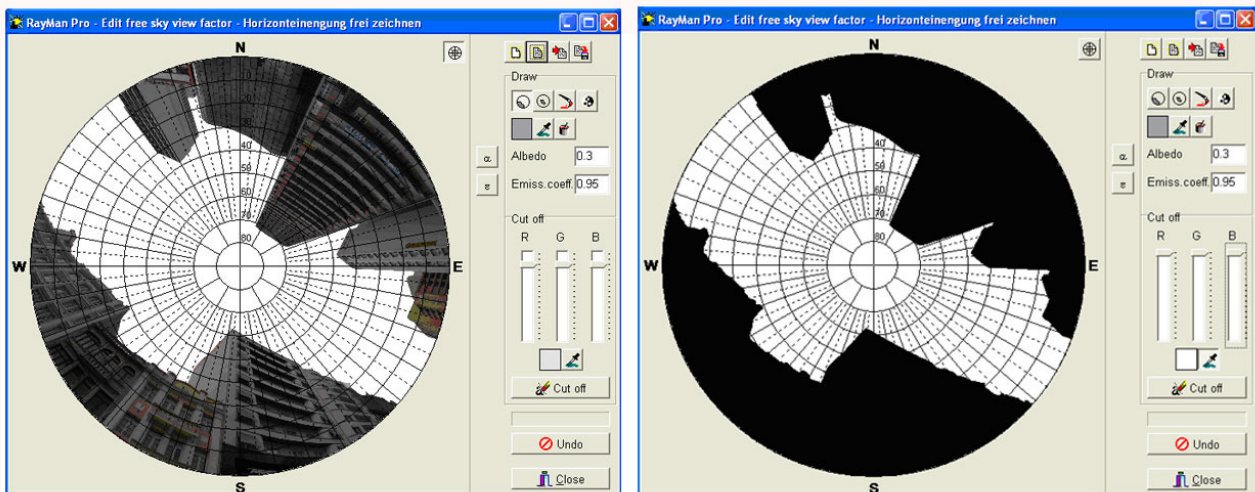 RayMan Pro - Edit free sky view factor - Horizonteinengung frei zeichnen
N
W
E
S
10
40
50
60
70
80
Draw
Albedo 0.3
Emiss.coeff. 0.95
α
ε
Cut off
R G B
Cut off
Undo
Close
RayMan Pro - Edit free sky view factor - Horizonteinengung frei zeichnen
N
W
E
S
40
50
60
70
80
Draw
Albedo 0.3
Emiss.coeff. 0.95
α
ε
Cut off
R G B
Cut off
Undo
Close